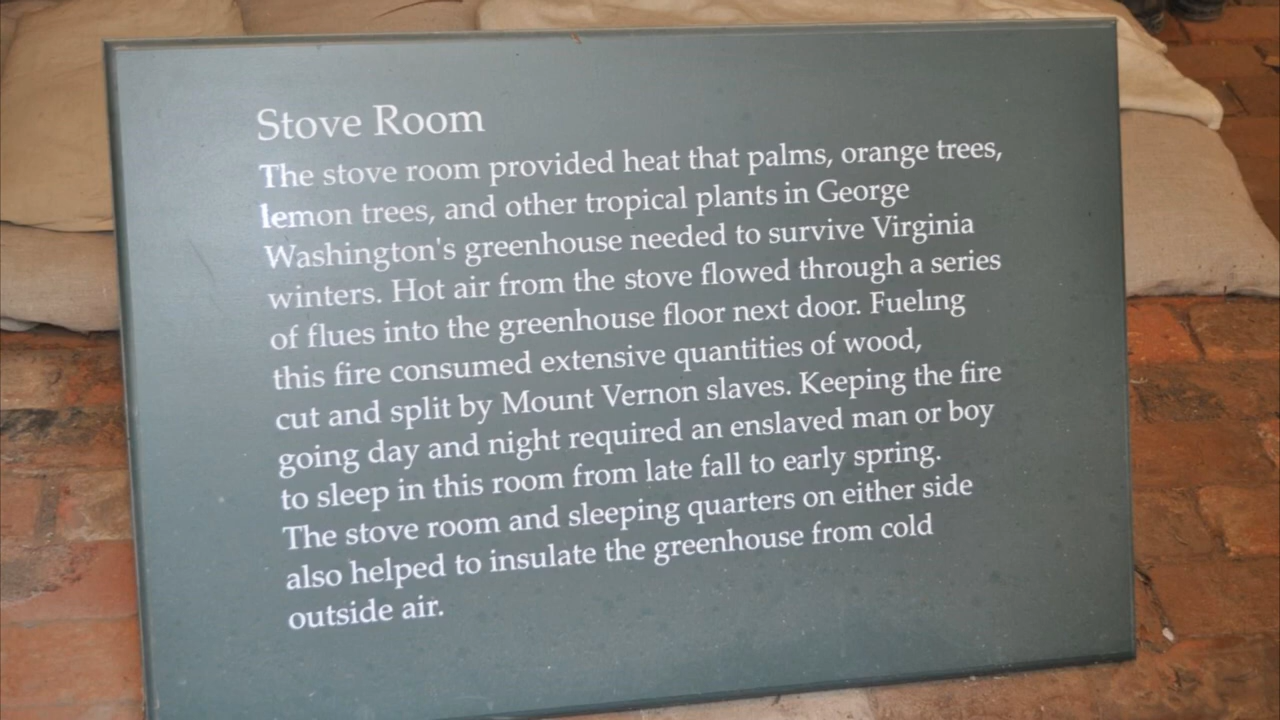 Stove Room
The stove room provided heat that palms, orange trees,
lemon trees, and other tropical plants in George
Washington's greenhouse needed to survive Virginia
winters. Hot air from the stove flowed through a series
of flues into the greenhouse floor next door. Fueling
this fire consumed extensive quantities of wood,
cut and split by Mount Vernon slaves. Keeping the fire
going day and night required an enslaved man or boy
to sleep in this room from late fall to early spring.
The stove room and sleeping quarters on either side
also helped to insulate the greenhouse from cold
outside air.